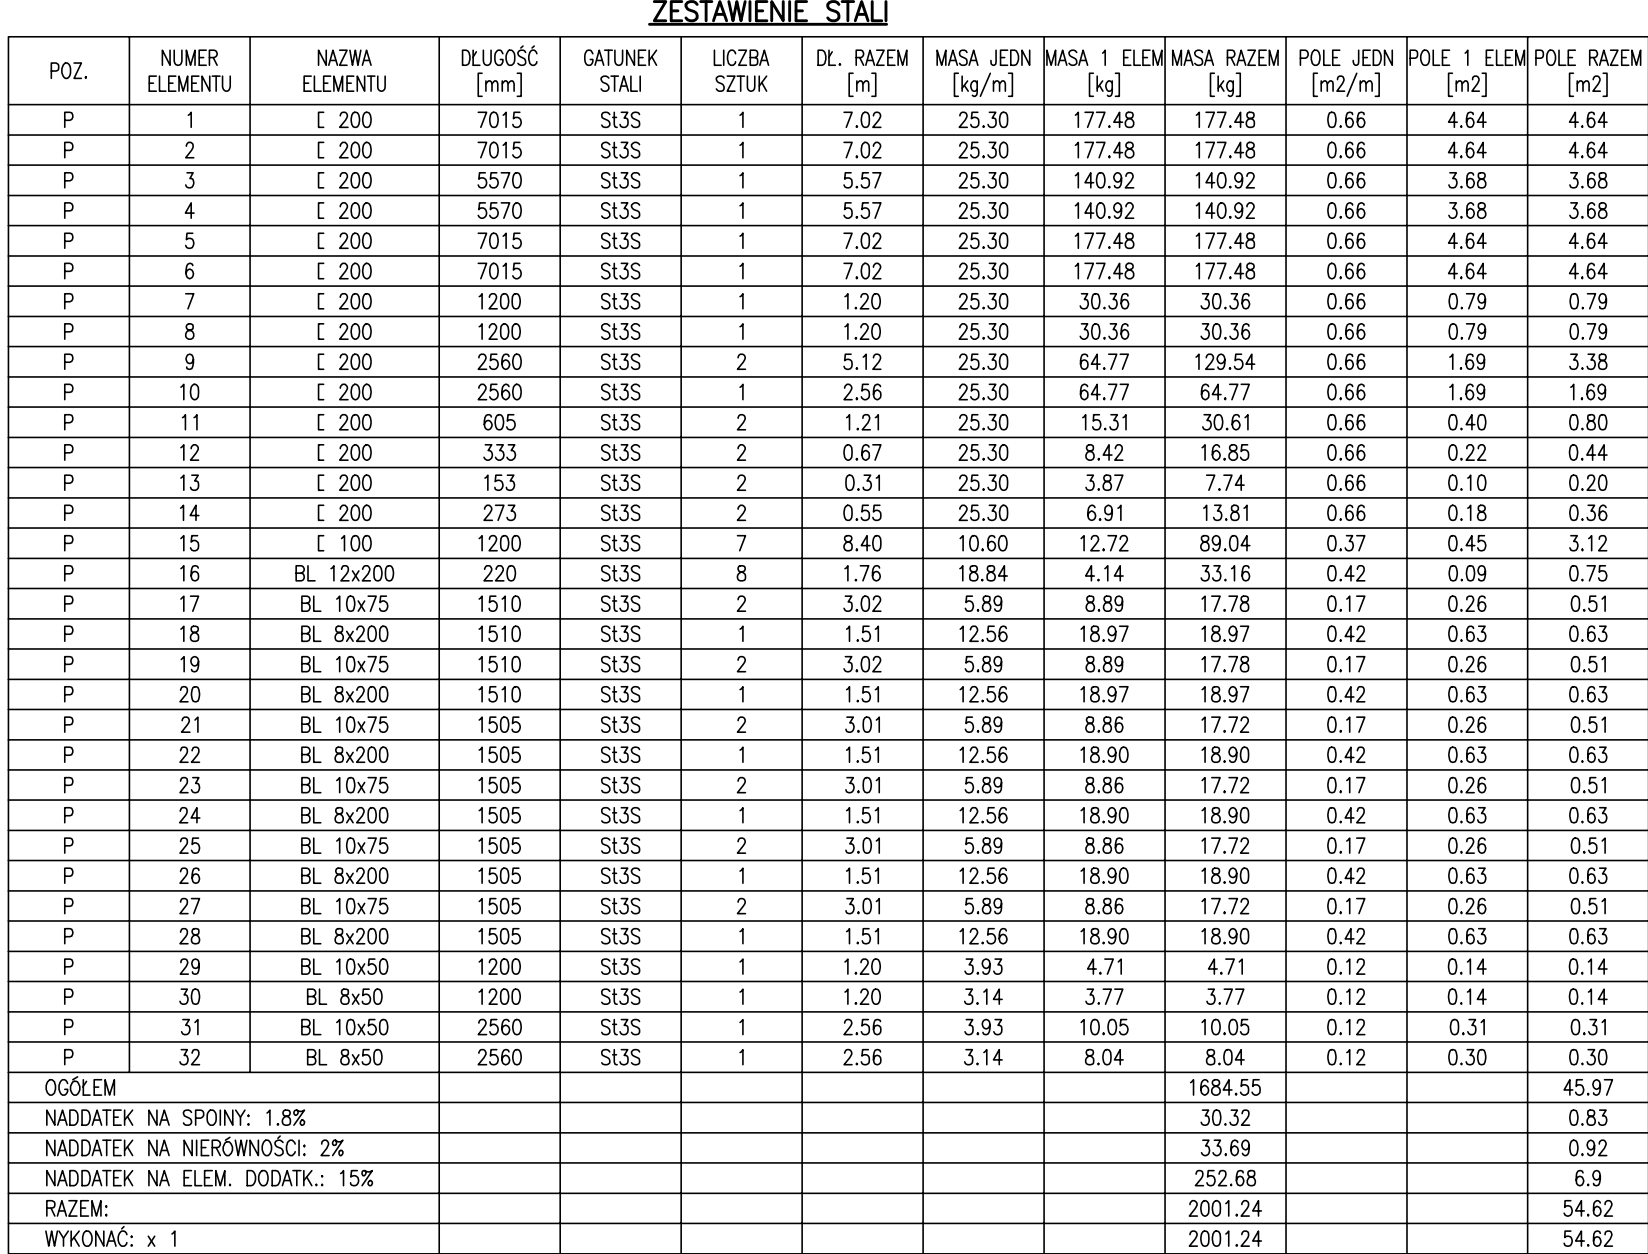 ZESTAWIENIE STALI
POZ. NUMER ELEMENTU NAZWA ELEMENTU DŁUGOŚĆ [mm] GATUNEK STALI LICZBA SZTUK DŁ. RAZEM [m] MASA JEDN [kg/m] MASA 1 ELEM [kg] MASA RAZEM [kg] POLE JEDN [m2/m] POLE 1 ELEM [m2] POLE RAZEM [m2]
P 1 [ 200 7015 St3S 1 7.02 25.30 177.48 177.48 0.66 4.64 4.64
P 2 [ 200 7015 St3S 1 7.02 25.30 177.48 177.48 0.66 4.64 4.64
P 3 [ 200 5570 St3S 1 5.57 25.30 140.92 140.92 0.66 3.68 3.68
P 4 [ 200 5570 St3S 1 5.57 25.30 140.92 140.92 0.66 3.68 3.68
P 5 [ 200 7015 St3S 1 7.02 25.30 177.48 177.48 0.66 4.64 4.64
P 6 [ 200 7015 St3S 1 7.02 25.30 177.48 177.48 0.66 4.64 4.64
P 7 [ 200 1200 St3S 1 1.20 25.30 30.36 30.36 0.66 0.79 0.79
P 8 [ 200 1200 St3S 1 1.20 25.30 30.36 30.36 0.66 0.79 0.79
P 9 [ 200 2560 St3S 2 5.12 25.30 64.77 129.54 0.66 1.69 3.38
P 10 [ 200 2560 St3S 1 2.56 25.30 64.77 64.77 0.66 1.69 1.69
P 11 [ 200 605 St3S 2 1.21 25.30 15.31 30.61 0.66 0.40 0.80
P 12 [ 200 333 St3S 2 0.67 25.30 8.42 16.85 0.66 0.22 0.44
P 13 [ 200 153 St3S 2 0.31 25.30 3.87 7.74 0.66 0.10 0.20
P 14 [ 200 273 St3S 2 0.55 25.30 6.91 13.81 0.66 0.18 0.36
P 15 [ 100 1200 St3S 7 8.40 10.60 12.72 89.04 0.37 0.45 3.12
P 16 BL 12x200 220 St3S 8 1.76 18.84 4.14 33.16 0.42 0.09 0.75
P 17 BL 10x75 1510 St3S 2 3.02 5.89 8.89 17.78 0.17 0.26 0.51
P 18 BL 8x200 1510 St3S 1 1.51 12.56 18.97 18.97 0.42 0.63 0.63
P 19 BL 10x75 1510 St3S 2 3.02 5.89 8.89 17.78 0.17 0.26 0.51
P 20 BL 8x200 1510 St3S 1 1.51 12.56 18.97 18.97 0.42 0.63 0.63
P 21 BL 10x75 1505 St3S 2 3.01 5.89 8.86 17.72 0.17 0.26 0.51
P 22 BL 8x200 1505 St3S 1 1.51 12.56 18.90 18.90 0.42 0.63 0.63
P 23 BL 10x75 1505 St3S 2 3.01 5.89 8.86 17.72 0.17 0.26 0.51
P 24 BL 8x200 1505 St3S 1 1.51 12.56 18.90 18.90 0.42 0.63 0.63
P 25 BL 10x75 1505 St3S 2 3.01 5.89 8.86 17.72 0.17 0.26 0.51
P 26 BL 8x200 1505 St3S 1 1.51 12.56 18.90 18.90 0.42 0.63 0.63
P 27 BL 10x75 1505 St3S 2 3.01 5.89 8.86 17.72 0.17 0.26 0.51
P 28 BL 8x200 1505 St3S 1 1.51 12.56 18.90 18.90 0.42 0.63 0.63
P 29 BL 10x50 1200 St3S 1 1.20 3.93 4.71 4.71 0.12 0.14 0.14
P 30 BL 8x50 1200 St3S 1 1.20 3.14 3.77 3.77 0.12 0.14 0.14
P 31 BL 10x50 2560 St3S 1 2.56 3.93 10.05 10.05 0.12 0.31 0.31
P 32 BL 8x50 2560 St3S 1 2.56 3.14 8.04 8.04 0.12 0.30 0.30
OGÓŁEM 1684.55 45.97
NADDATEK NA SPOINY: 1.8% 30.32 0.83
NADDATEK NA NIERÓWNOŚCI: 2% 33.69 0.92
NADDATEK NA ELEM. DODATK.: 15% 252.68 6.9
RAZEM: 2001.24 54.62
WYKONAĆ: x 1 2001.24 54.62